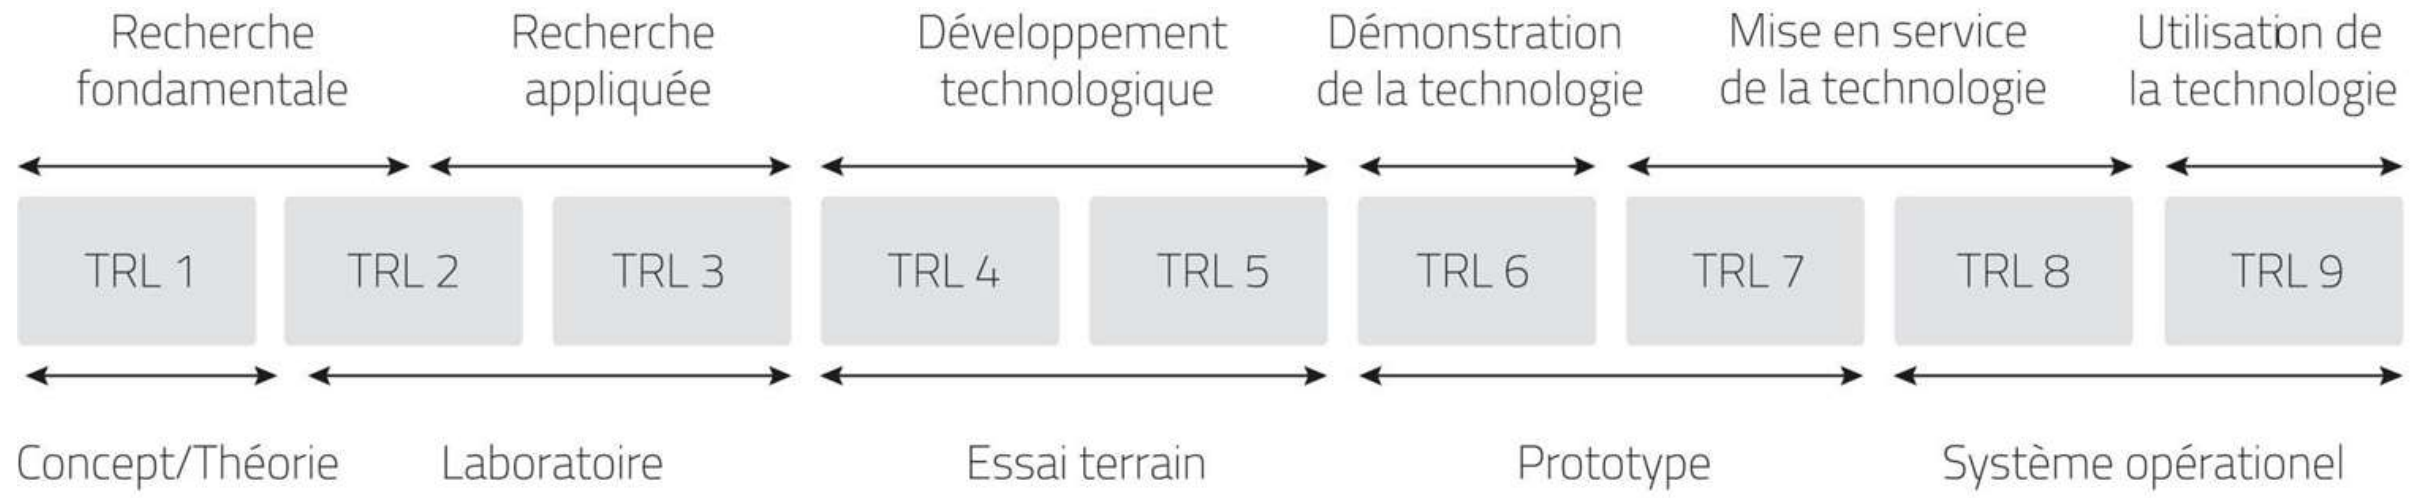 Recherche
fondamentale
Recherche
appliquée
Développement
technologique
Démonstration
de la technologie
Mise en service
de la technologie
Utilisation de
la technologie
TRL 1
TRL 2
TRL 3
TRL 4
TRL 5
TRL 6
TRL 7
TRL 8
TRL 9
Concept/Théorie
Laboratoire
Essai terrain
Prototype
Système opérationel